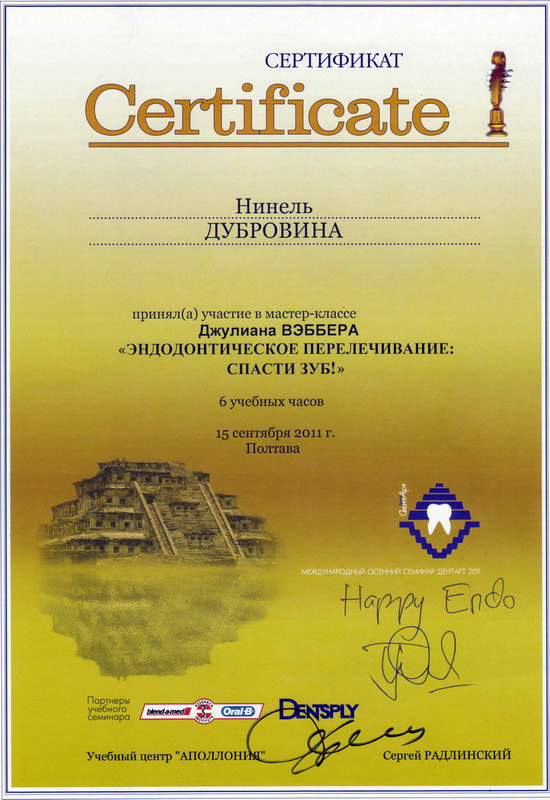 СЕРТИФИКАТ
Certificate
Нинель
ДУБРОВИНА
принял(а) участие в мастер-классе
Джулиана ВЭББЕРА
«ЭНДОДОНТИЧЕСКОЕ ПЕРЕЛЕЧИВАНИЕ:
СПАСТИ ЗУБ!»
6 учебных часов
15 сентября 2011 г.
Полтава
ДентАрт
МЕЖДУНАРОДНЫЙ ОСЕННИЙ СЕМИНАР ДЕНТАРТ 2011
Happy Endo
Партнеры
учебного
семинара
blend-a-med Oral-B DENTSPLY
Учебный центр "АПОЛЛОНИЯ" Сергей РАДЛИНСКИЙ